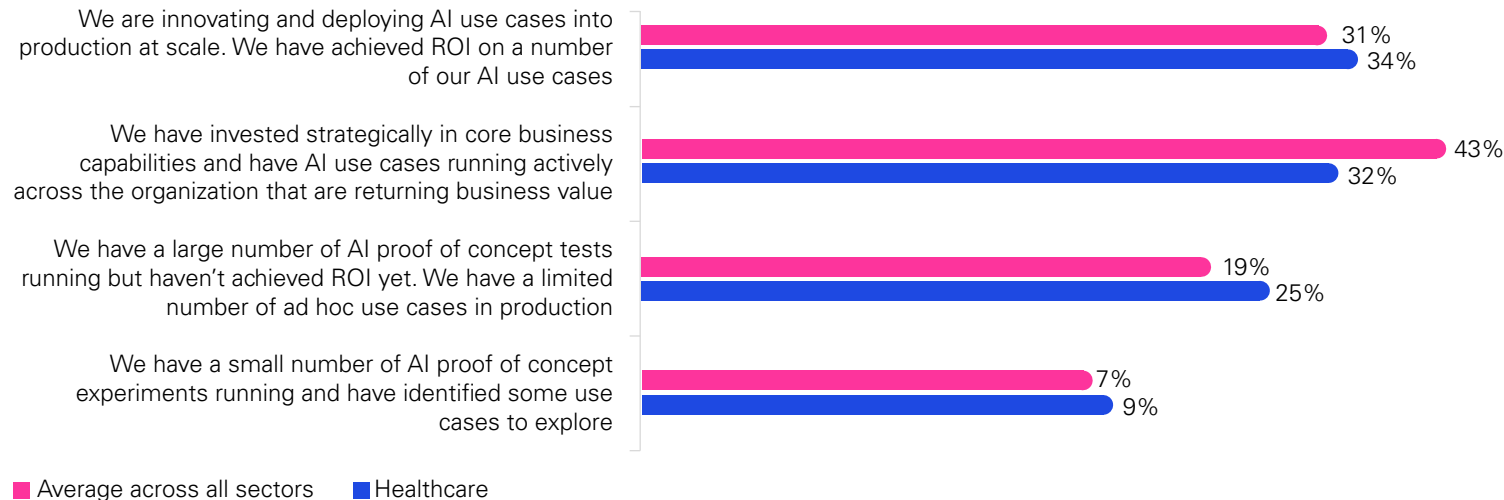 We are innovating and deploying AI use cases into
production at scale. We have achieved ROI on a number
of our AI use cases
31%
34%
We have invested strategically in core business
capabilities and have AI use cases running actively
across the organization that are returning business value
43%
32%
We have a large number of AI proof of concept tests
running but haven’t achieved ROI yet. We have a limited
number of ad hoc use cases in production
19%
25%
We have a small number of AI proof of concept
experiments running and have identified some use
cases to explore
7%
9%
Average across all sectors Healthcare